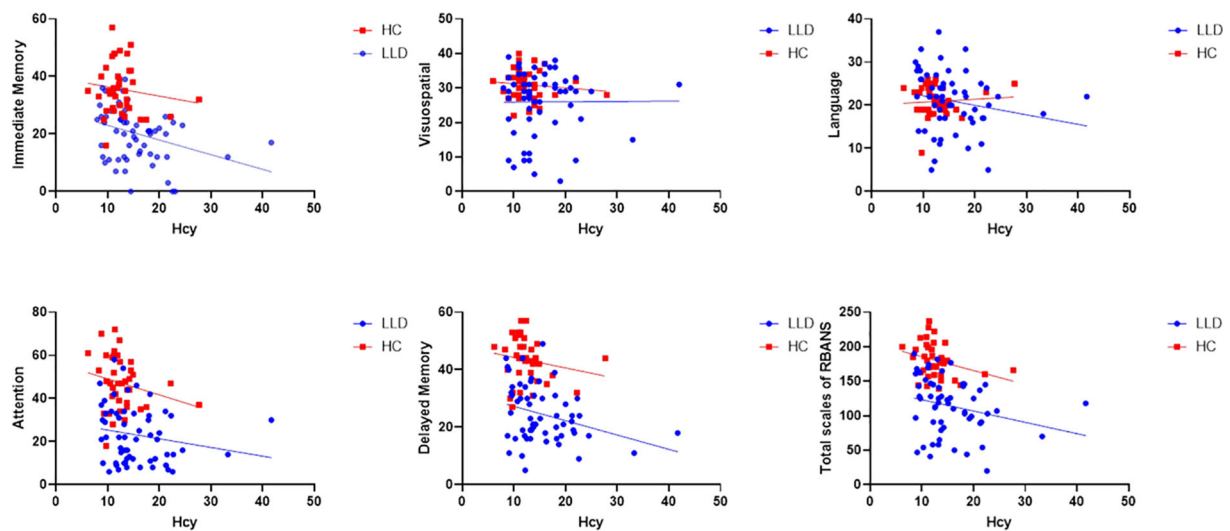 Immediate Memory
60
40
20
0
0 10 20 30 40 50
Hcy
HC
LLD
Visuospatial
50
40
30
20
10
0
0 10 20 30 40 50
Hcy
LLD
HC
Language
40
30
20
10
0
0 10 20 30 40 50
Hcy
LLD
HC
Attention
80
60
40
20
0
0 10 20 30 40 50
Hcy
LLD
HC
Delayed Memory
60
40
20
0
0 10 20 30 40 50
Hcy
LLD
HC
Total scales of RBANS
250
200
150
100
50
0
0 10 20 30 40 50
Hcy
LLD
HC